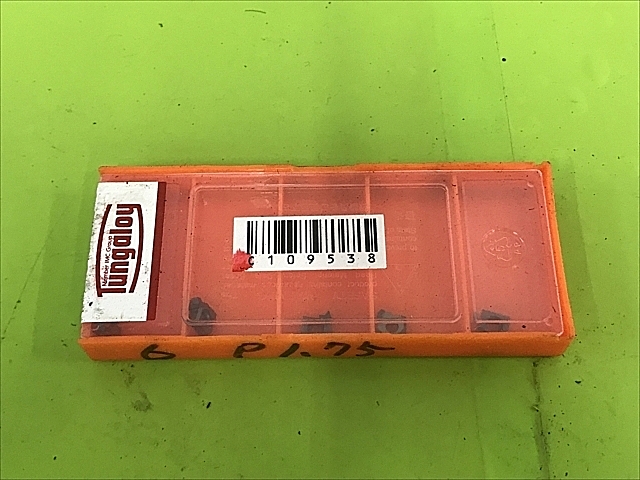 Tungaloy
Member IMC Group
C109538
6 P1.75